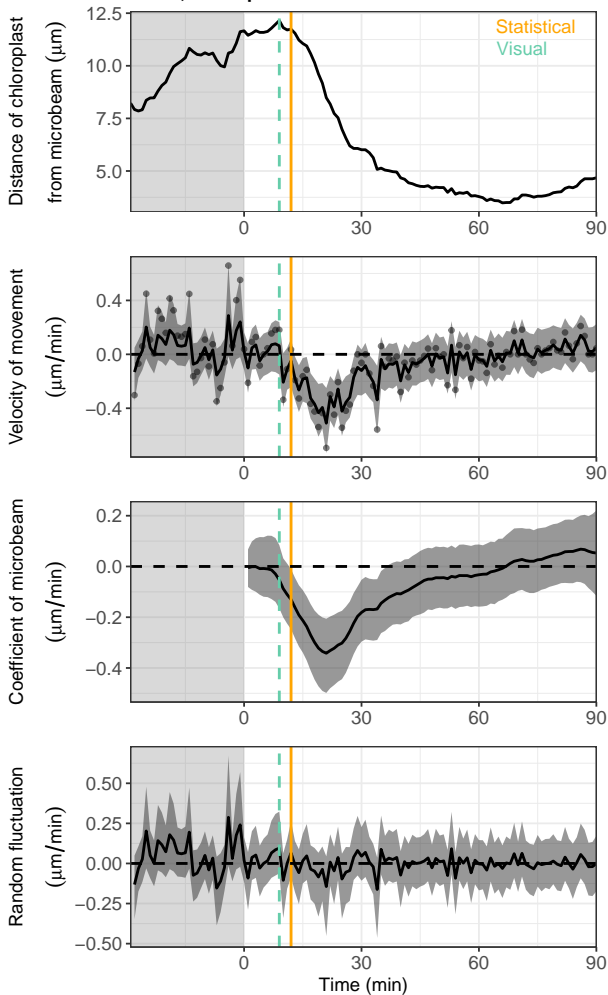 12.5
10.0
7.5
5.0
Distance of chloroplast
from microbeam (μm)
Statistical
Visual
0 30 60 90
0.4
0.0
−0.4
Velocity of movement
(μm/min)
0 30 60 90
0.2
0.0
−0.2
−0.4
Coefficient of microbeam
(μm/min)
0 30 60 90
0.50
0.25
0.00
−0.25
−0.50
Random fluctuation
(μm/min)
0 30 60 90
Time (min)